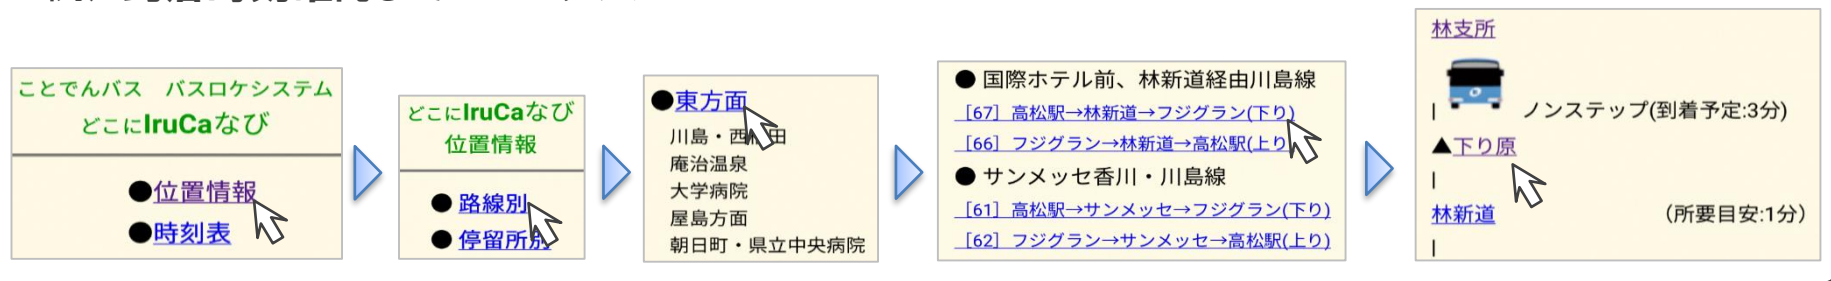 ことでんバス　バスロケシステム
どこにIruCaなび
●位置情報
●時刻表
どこにIruCaなび
位置情報
● 路線別
● 停留所別
●東方面
川島・西植田
庵治温泉
大学病院
屋島方面
朝日町・県立中央病院
● 国際ホテル前、林新道経由川島線
[67] 高松駅→林新道→フジグラン(下り)
[66] フジグラン→林新道→高松駅(上り
● サンメッセ香川・川島線
[61] 高松駅→サンメッセ→フジグラン(下り)
[62] フジグラン→サンメッセ→高松駅(上り)
林支所
| ノンステップ(到着予定:3分)
▲下り原
|
林新道 （所要目安:1分）
|